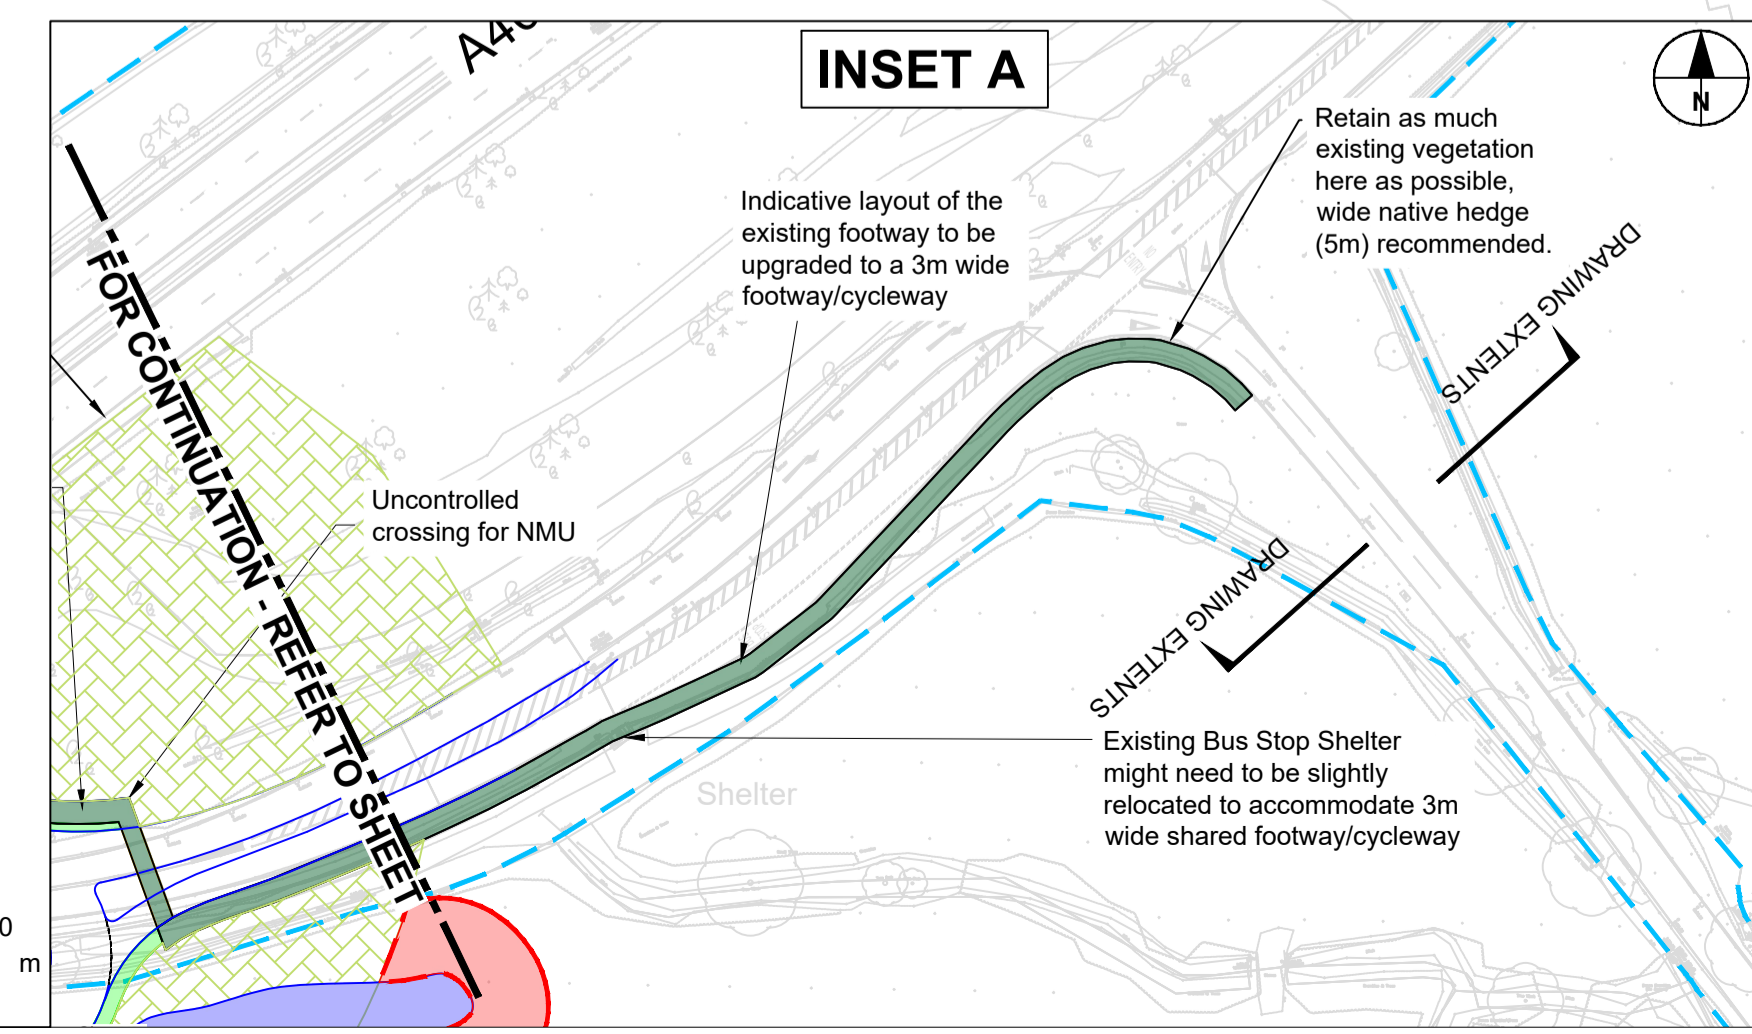 INSET A
N
Retain as much
existing vegetation
here as possible,
wide native hedge
(5m) recommended.
Indicative layout of the
existing footway to be
upgraded to a 3m wide
footway/cycleway
DRAWING EXTENTS
FOR CONTINUATION - REFER TO SHEET
Uncontrolled
crossing for NMU
DRAWING EXTENTS
Existing Bus Stop Shelter
might need to be slightly
relocated to accommodate 3m
wide shared footway/cycleway
Shelter
0
m